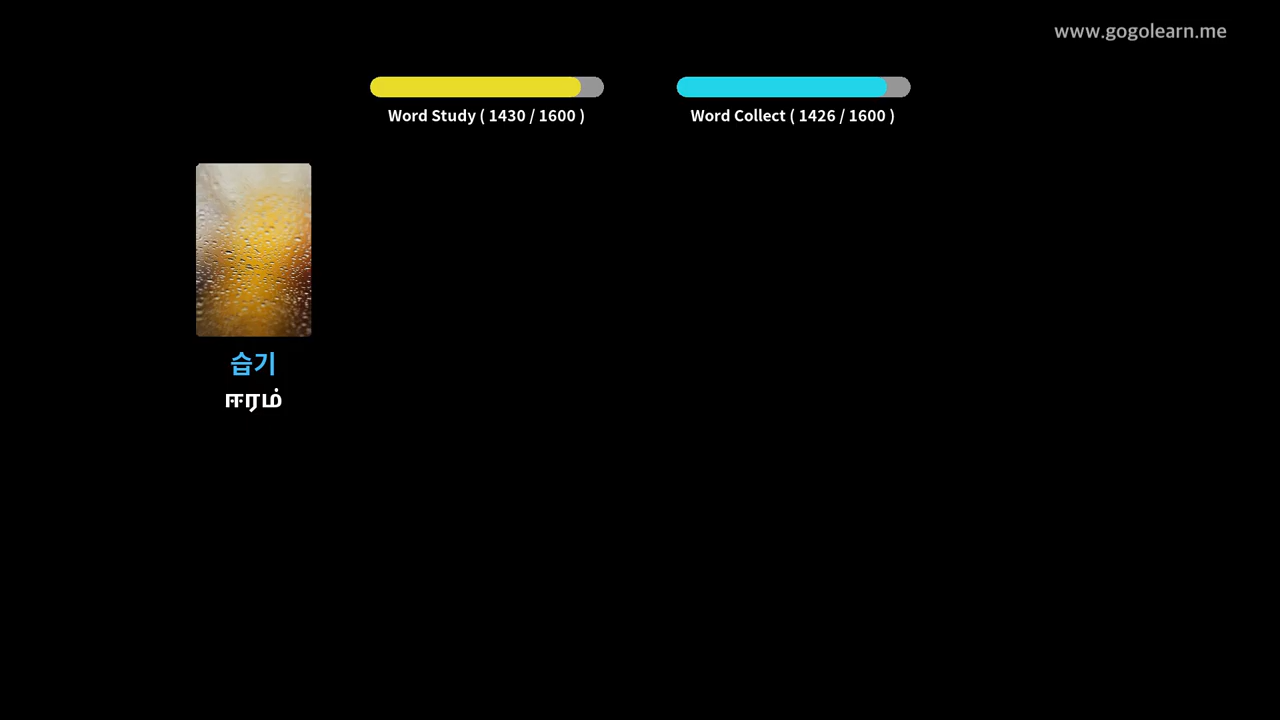 www.gogolearn.me
Word Study ( 1430 / 1600 )
Word Collect ( 1426 / 1600 )
습기
ஈரம்